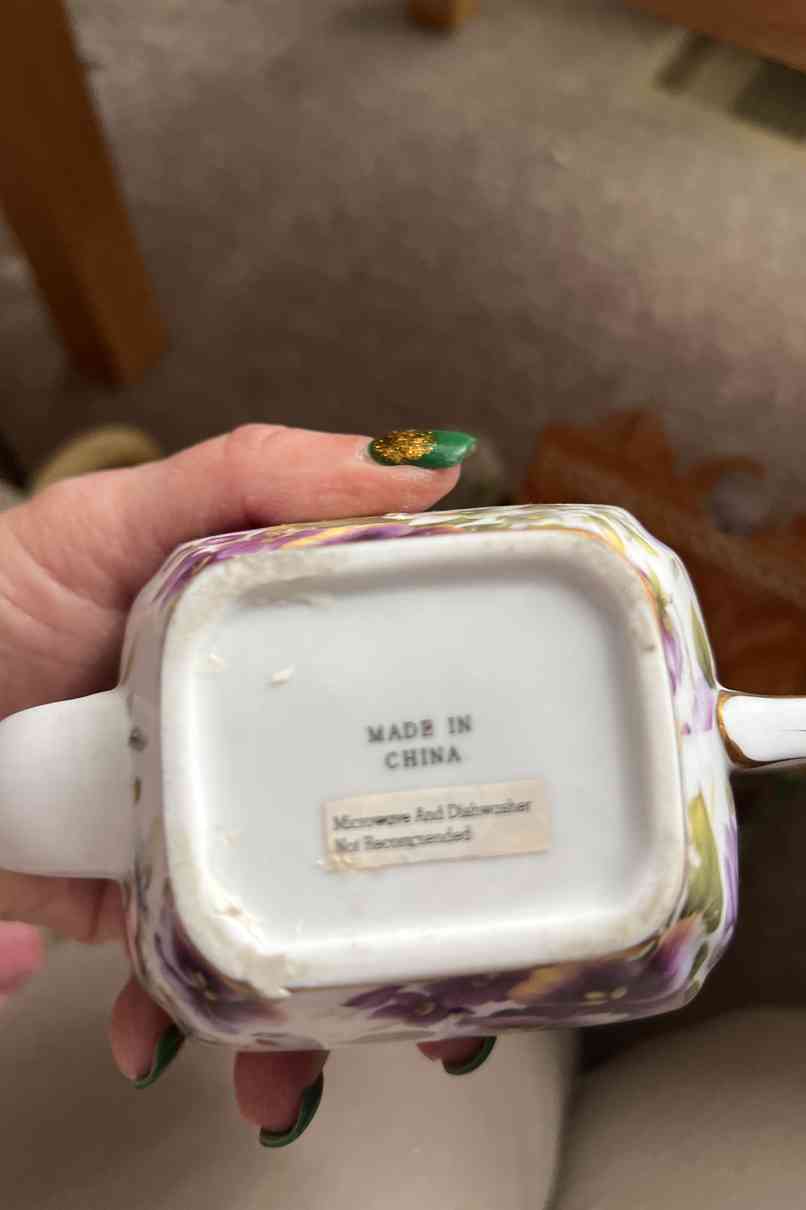 MADE IN
CHINA
Microwave And Dishwasher
Not Recommended